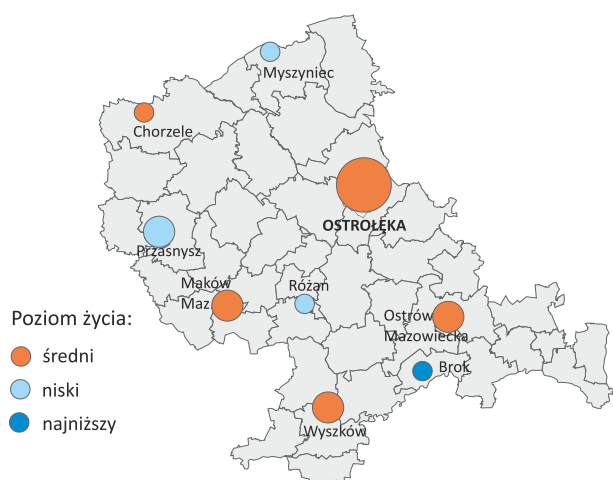 Myszyniec
Chorzele
OSTROŁĘKA
Przasnysz
Maków
Maz.
Różan
Ostrów
Mazowiecka
Brok
Wyszków
Poziom życia:
średni
niski
najniższy